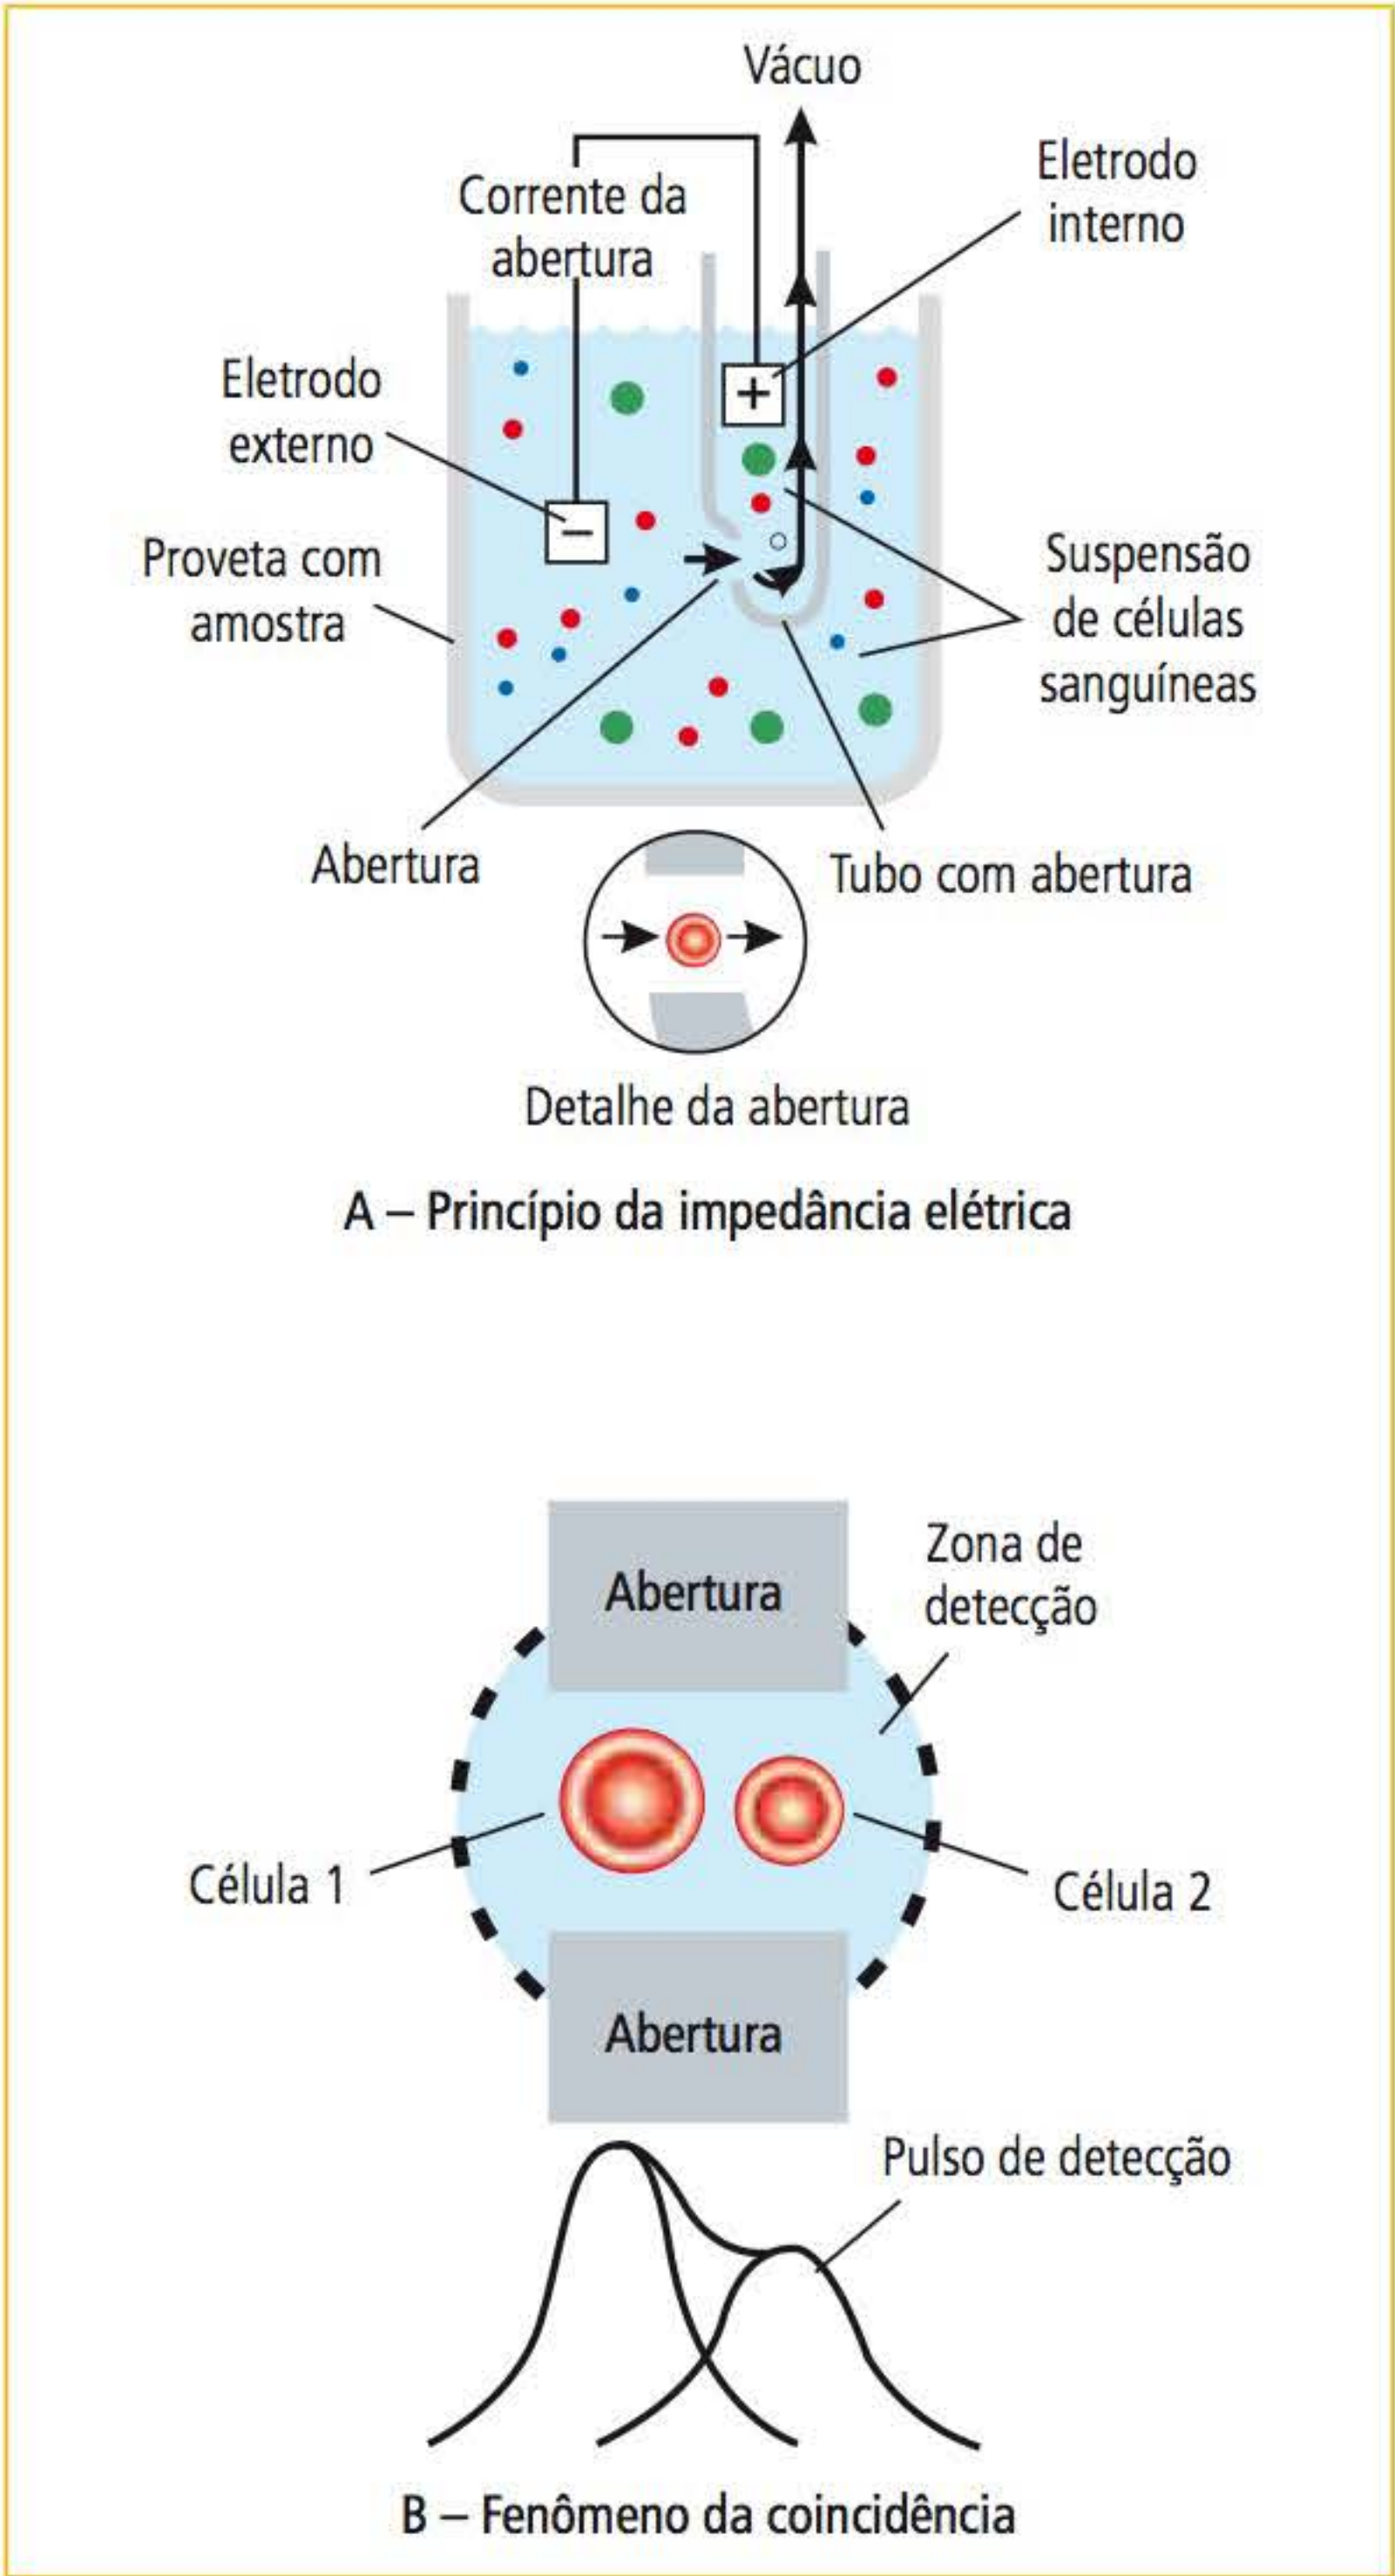 Vácuo
Eletrodo
interno
Corrente da
abertura
+
Eletrodo
externo
−
Proveta com
amostra
Suspensão
de células
sanguíneas
Abertura
Tubo com abertura
Detalhe da abertura
A – Princípio da impedância elétrica
Abertura
Zona de
detecção
Célula 1
Célula 2
Abertura
Pulso de detecção
B – Fenômeno da coincidência